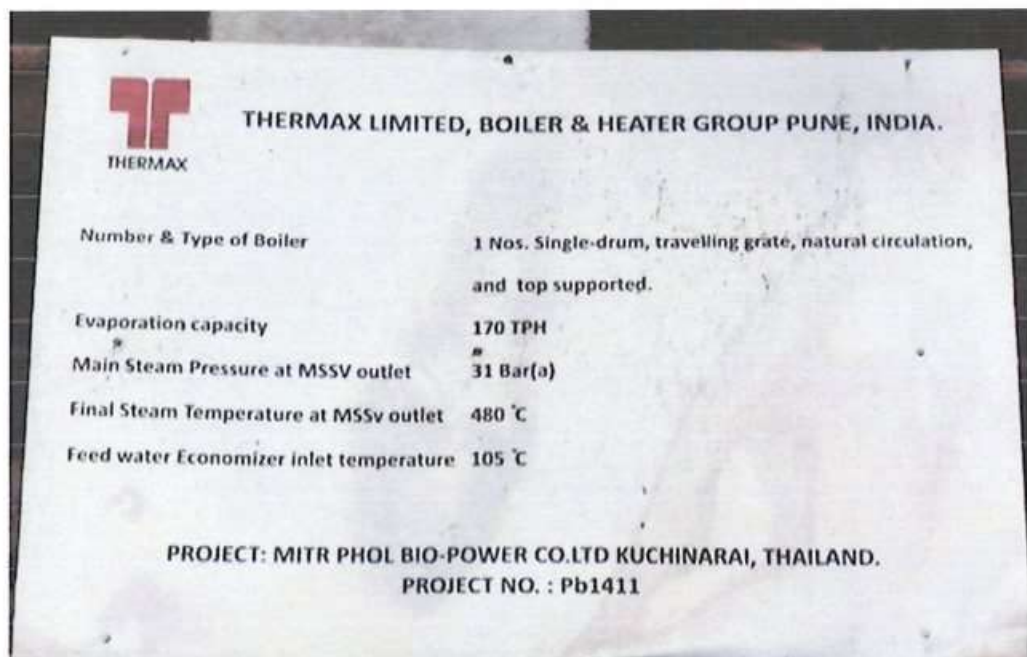 THERMAX
THERMAX LIMITED, BOILER & HEATER GROUP PUNE, INDIA.
Number & Type of Boiler 1 Nos. Single-drum, travelling grate, natural circulation,
and top supported.
Evaporation capacity 170 TPH
Main Steam Pressure at MSSV outlet 31 Bar(a)
Final Steam Temperature at MSSv outlet 480 ℃
Feed water Economizer inlet temperature 105 ℃
PROJECT: MITR PHOL BIO-POWER CO.LTD KUCHINARAI, THAILAND.
PROJECT NO. : Pb1411